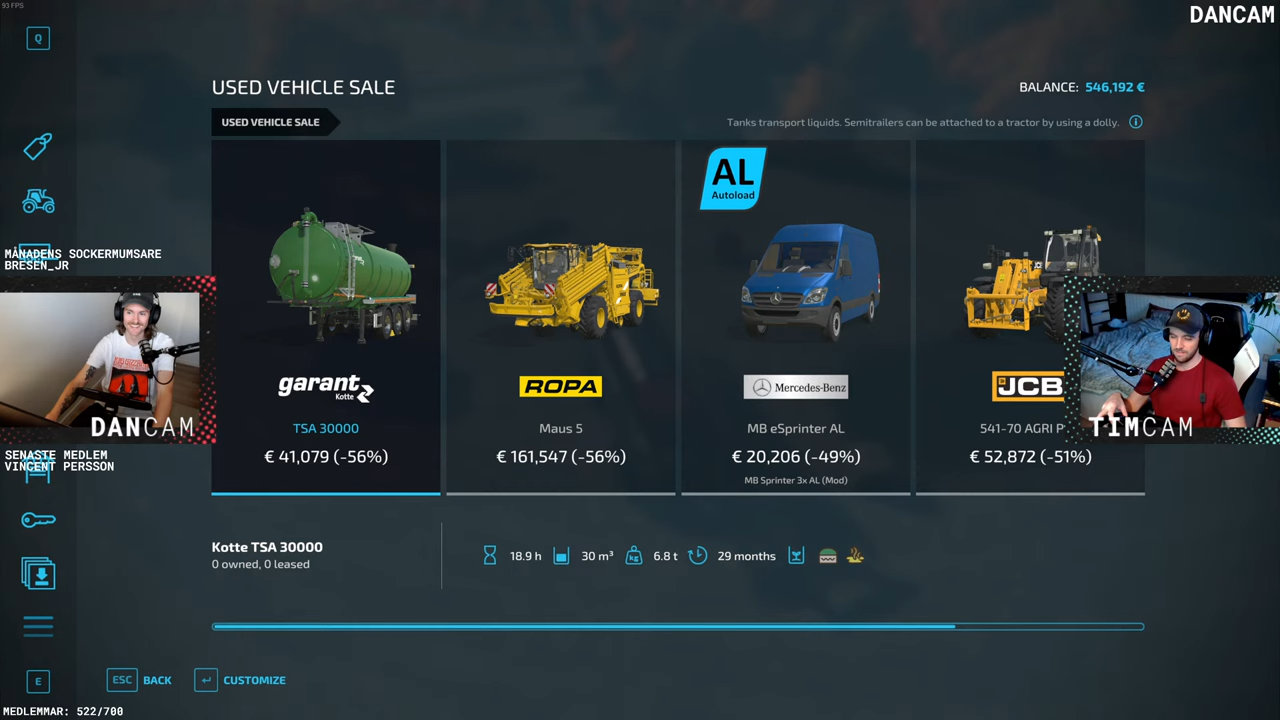 93 FPS
DANCAM
Q
USED VEHICLE SALE
BALANCE: 546,192 €
USED VEHICLE SALE
Tanks transport liquids. Semitrailers can be attached to a tractor by using a dolly.
AL
Autoload
MÅNADENS SOCKERMUMSARE
BRESEN_JR
garant
Kotte
ROPA
Mercedes-Benz
JCB
DANCAM
TIMCAM
TSA 30000
Maus 5
MB eSprinter AL
541-70 AGRI P
€ 41,079 (-56%)
€ 161,547 (-56%)
€ 20,206 (-49%)
€ 52,872 (-51%)
MB Sprinter 3x AL (Mod)
SENASTE MEDLEM
VINCENT PERSSON
Kotte TSA 30000
0 owned, 0 leased
18.9 h
30 m³
kg
6.8 t
29 months
E
ESC BACK
CUSTOMIZE
MEDLEMMAR: 522/700